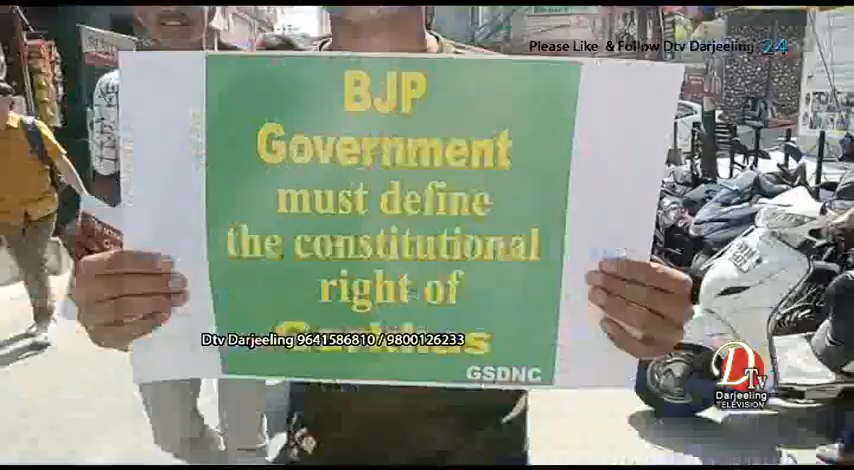 Please Like & Follow Dtv Darjeeling 24
BJP
Government
must define
the constitutional
right of
Dtv Darjeeling 9641586810 / 9800126233
GSDNC
DTv
Darjeeling
TELEVISION